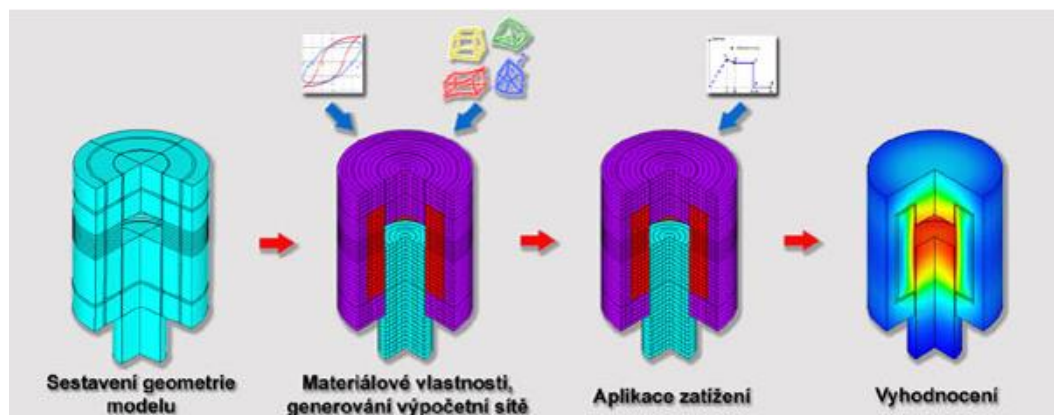 Sestavení geometrie
modelu
Materiálové vlastnosti,
generování výpočetní sítě
Aplikace zatížení
Vyhodnocení